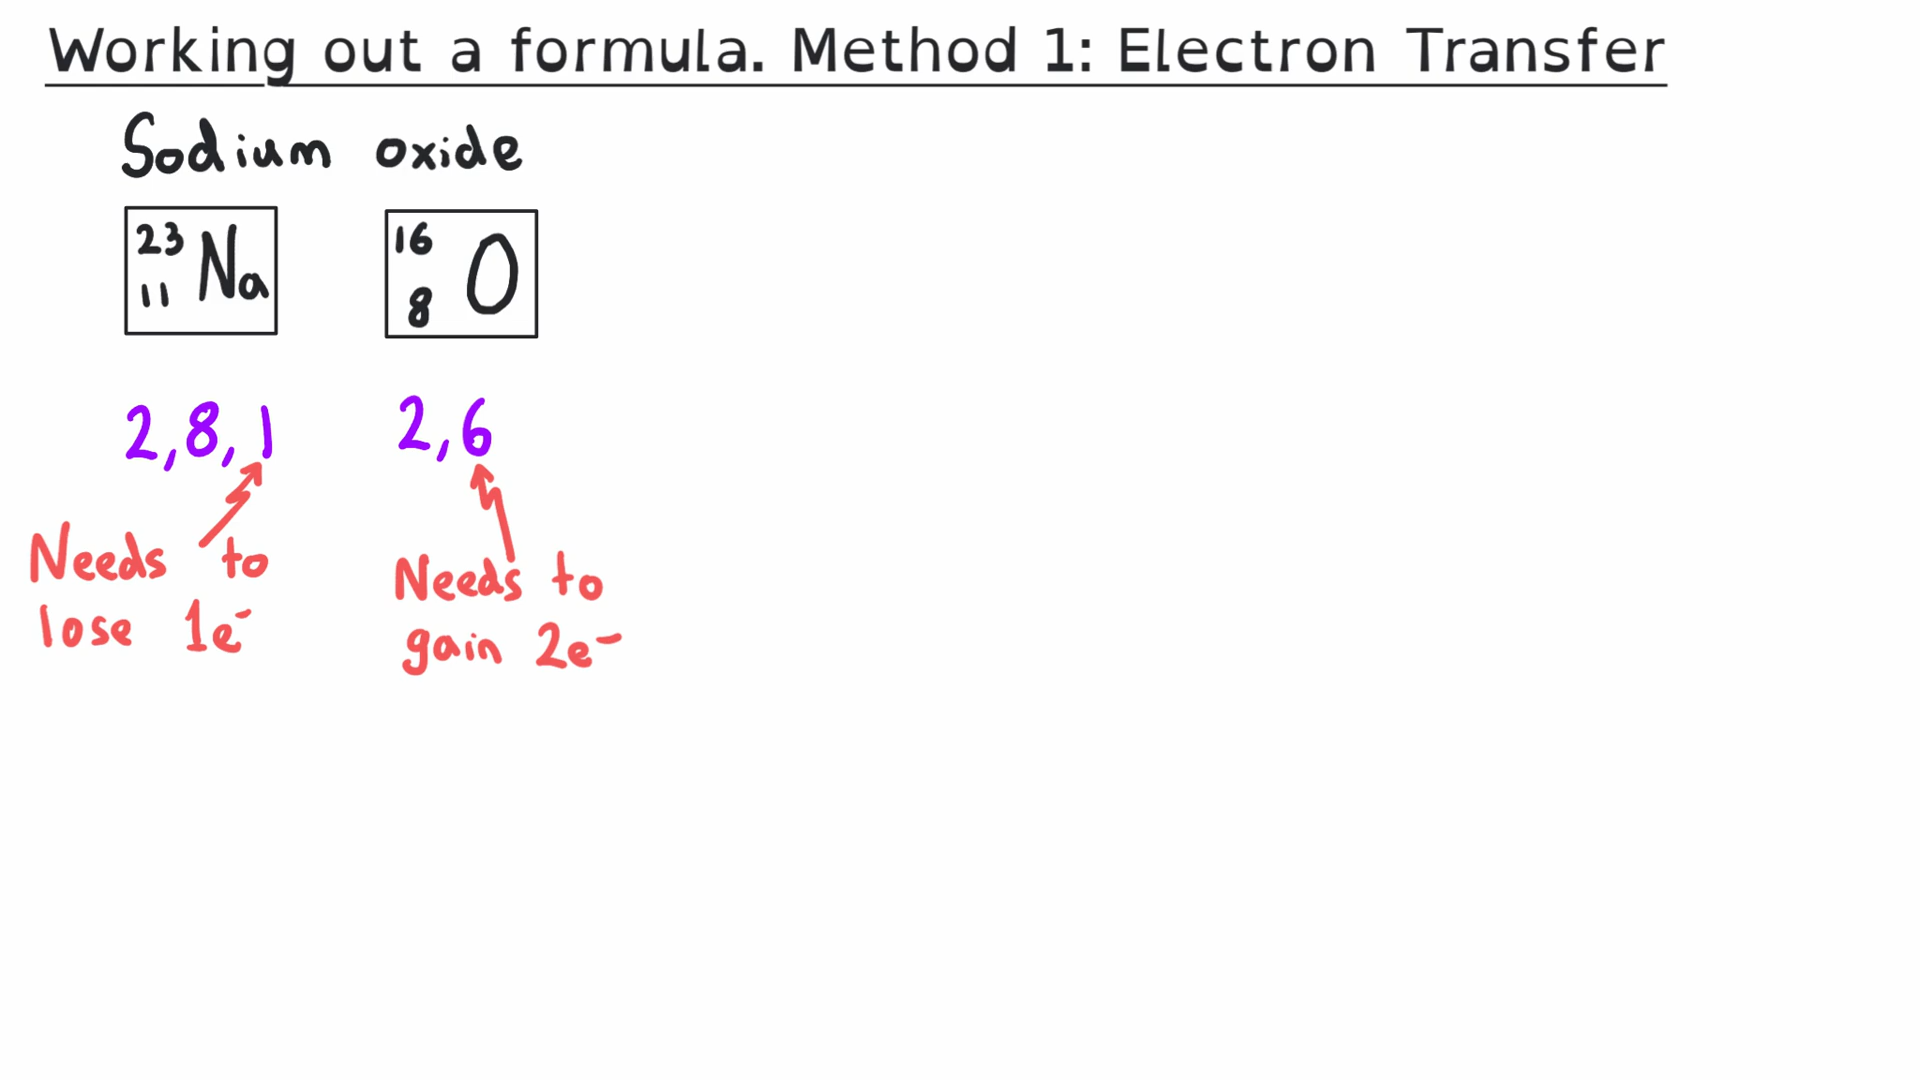 Working out a formula. Method 1: Electron Transfer
Sodium oxide
23
11 Na
16
8 O
2,8,1
2,6
Needs to
lose 1e⁻
Needs to
gain 2e⁻